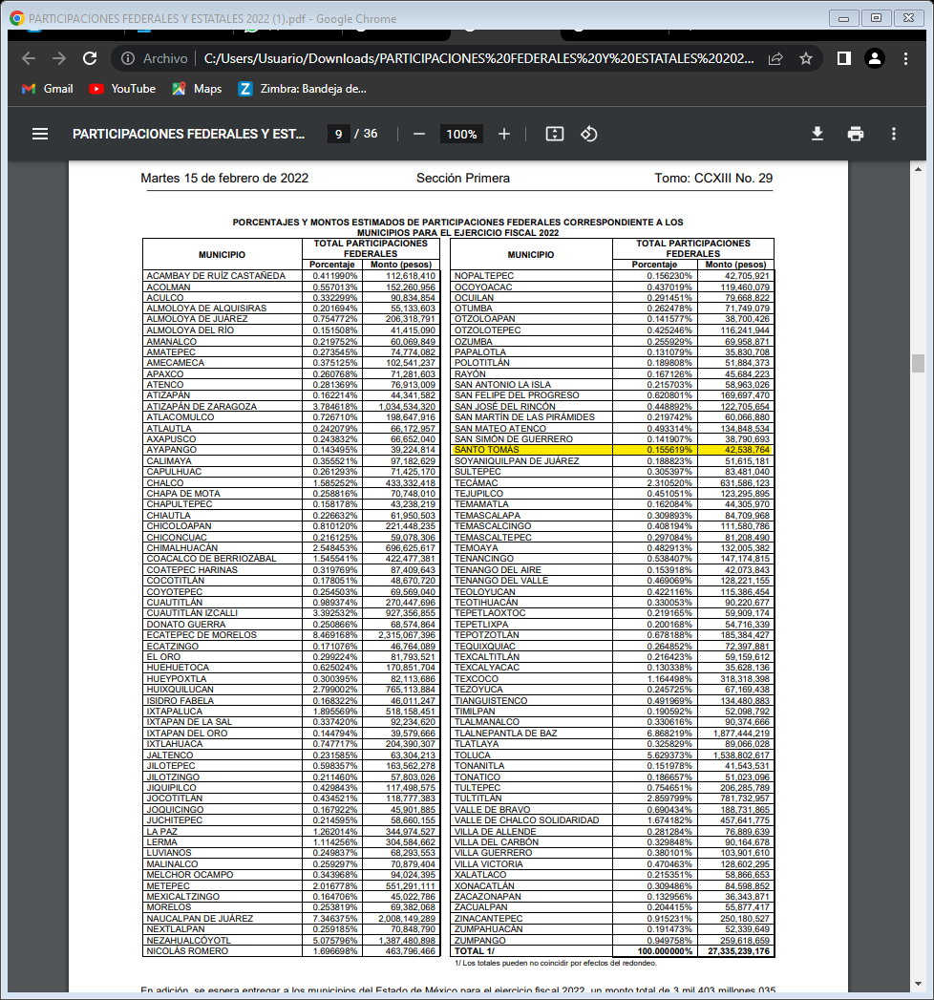 PARTICIPACIONES FEDERALES Y ESTATALES 2022 (1).pdf - Google Chrome
Archivo | C:/Users/Usuario/Downloads/PARTICIPACIONES%20FEDERALES%20Y%20ESTATALES%20202...
Gmail YouTube Maps Zimbra: Bandeja de...
PARTICIPACIONES FEDERALES Y EST... 9 / 36 100%
Martes 15 de febrero de 2022 Sección Primera Tomo: CCXIII No. 29
PORCENTAJES Y MONTOS ESTIMADOS DE PARTICIPACIONES FEDERALES CORRESPONDIENTE A LOS
MUNICIPIOS PARA EL EJERCICIO FISCAL 2022
MUNICIPIO TOTAL PARTICIPACIONES FEDERALES
Porcentaje Monto (pesos)
ACAMBAY DE RUÍZ CASTAÑEDA 0.411990% 112,618,410
ACOLMAN 0.557013% 152,260,956
ACULCO 0.332299% 90,834,854
ALMOLOYA DE ALQUISIRAS 0.201694% 55,133,603
ALMOLOYA DE JUÁREZ 0.754772% 206,318,791
ALMOLOYA DEL RÍO 0.151508% 41,415,090
AMANALCO 0.219752% 60,069,849
AMATEPEC 0.273545% 74,774,082
AMECAMECA 0.375125% 102,541,237
APAXCO 0.260768% 71,281,603
ATENCO 0.281369% 76,913,009
ATIZAPÁN 0.162214% 44,341,582
ATIZAPÁN DE ZARAGOZA 3.784618% 1,034,534,320
ATLACOMULCO 0.726710% 198,647,916
ATLAUTLA 0.242079% 66,172,957
AXAPUSCO 0.243832% 66,652,040
AYAPANGO 0.143495% 39,224,814
CALIMAYA 0.355521% 97,182,629
CAPULHUAC 0.261293% 71,425,170
CHALCO 1.585252% 433,332,418
CHAPA DE MOTA 0.258816% 70,748,010
CHAPULTEPEC 0.158178% 43,238,219
CHIAUTLA 0.226632% 61,950,503
CHICOLOAPAN 0.810120% 221,448,235
CHICONCUAC 0.216125% 59,078,306
CHIMALHUACÁN 2.548453% 696,625,617
COACALCO DE BERRIOZÁBAL 1.545541% 422,477,381
COATEPEC HARINAS 0.319769% 87,409,643
COCOTITLÁN 0.178051% 48,670,720
COYOTEPEC 0.254503% 69,569,040
CUAUTITLÁN 0.989374% 270,447,696
CUAUTITLÁN IZCALLI 3.392532% 927,356,855
DONATO GUERRA 0.250866% 68,574,864
ECATEPEC DE MORELOS 8.469168% 2,315,067,396
ECATZINGO 0.171076% 46,764,089
EL ORO 0.299224% 81,793,521
HUEHUETOCA 0.625024% 170,851,704
HUEYPOXTLA 0.300395% 82,113,686
HUIXQUILUCAN 2.799002% 765,113,884
ISIDRO FABELA 0.168322% 46,011,247
IXTAPALUCA 1.895569% 518,158,451
IXTAPAN DE LA SAL 0.337420% 92,234,620
IXTAPAN DEL ORO 0.144794% 39,579,666
IXTLAHUACA 0.747717% 204,390,307
JALTENCO 0.231585% 63,304,213
JILOTEPEC 0.598357% 163,562,278
JILOTZINGO 0.211460% 57,803,026
JIQUIPILCO 0.429843% 117,498,575
JOCOTITLÁN 0.434521% 118,777,383
JOQUICINGO 0.167922% 45,901,885
JUCHITEPEC 0.214595% 58,660,155
LA PAZ 1.262014% 344,974,527
LERMA 1.114256% 304,584,662
LUVIANOS 0.249837% 68,293,553
MALINALCO 0.259297% 70,879,404
MELCHOR OCAMPO 0.343968% 94,024,395
METEPEC 2.016778% 551,291,111
MEXICALTZINGO 0.164706% 45,022,786
MORELOS 0.253819% 69,382,068
NAUCALPAN DE JUÁREZ 7.346375% 2,008,149,289
NEXTLALPAN 0.259185% 70,848,790
NEZAHUALCÓYOTL 5.075796% 1,387,480,898
NICOLÁS ROMERO 1.696698% 463,796,466
MUNICIPIO TOTAL PARTICIPACIONES FEDERALES
Porcentaje Monto (pesos)
NOPALTEPEC 0.156230% 42,705,921
OCOYOACAC 0.437019% 119,460,079
OCUILAN 0.291451% 79,668,822
OTUMBA 0.262478% 71,749,079
OTZOLOAPAN 0.141577% 38,700,426
OTZOLOTEPEC 0.425246% 116,241,944
OZUMBA 0.255929% 69,958,871
PAPALOTLA 0.131079% 35,830,708
POLOTITLÁN 0.189808% 51,884,373
RAYÓN 0.167126% 45,684,223
SAN ANTONIO LA ISLA 0.215703% 58,963,026
SAN FELIPE DEL PROGRESO 0.620801% 169,697,470
SAN JOSÉ DEL RINCÓN 0.448892% 122,705,654
SAN MARTÍN DE LAS PIRÁMIDES 0.219742% 60,066,880
SAN MATEO ATENCO 0.493314% 134,848,534
SAN SIMÓN DE GUERRERO 0.141907% 38,790,693
SANTO TOMÁS 0.155619% 42,538,764
SOYANIQUILPAN DE JUÁREZ 0.188823% 51,615,181
SULTEPEC 0.305397% 83,481,040
TECÁMAC 2.310520% 631,586,123
TEJUPILCO 0.451051% 123,295,895
TEMAMATLA 0.162084% 44,305,970
TEMASCALAPA 0.309893% 84,709,968
TEMASCALCINGO 0.408194% 111,580,786
TEMASCALTEPEC 0.297084% 81,208,490
TEMOAYA 0.482913% 132,005,382
TENANCINGO 0.538407% 147,174,815
TENANGO DEL AIRE 0.153918% 42,073,843
TENANGO DEL VALLE 0.469069% 128,221,155
TEOLOYUCAN 0.422116% 115,386,454
TEOTIHUACÁN 0.330053% 90,220,677
TEPETLAOXTOC 0.219165% 59,909,174
TEPETLIXPA 0.200168% 54,716,339
TEPOTZOTLÁN 0.678188% 185,384,427
TEQUIXQUIAC 0.264852% 72,397,881
TEXCALTITLÁN 0.216423% 59,159,612
TEXCALYACAC 0.130338% 35,628,136
TEXCOCO 1.164498% 318,318,398
TEZOYUCA 0.245725% 67,169,438
TIANGUISTENCO 0.491969% 134,480,883
TIMILPAN 0.190592% 52,098,792
TLALMANALCO 0.330616% 90,374,666
TLALNEPANTLA DE BAZ 6.868219% 1,877,444,219
TLATLAYA 0.325829% 89,066,028
TOLUCA 5.629373% 1,538,802,617
TONANITLA 0.151978% 41,543,531
TONATICO 0.186657% 51,023,096
TULTEPEC 0.754651% 206,285,789
TULTITLÁN 2.859799% 781,732,957
VALLE DE BRAVO 0.690434% 188,731,865
VALLE DE CHALCO SOLIDARIDAD 1.674182% 457,641,775
VILLA DE ALLENDE 0.281284% 76,889,639
VILLA DEL CARBÓN 0.329848% 90,164,678
VILLA GUERRERO 0.380101% 103,901,610
VILLA VICTORIA 0.470463% 128,602,295
XALATLACO 0.215351% 58,866,653
XONACATLÁN 0.309486% 84,598,852
ZACAZONAPAN 0.132956% 36,343,871
ZACUALPAN 0.204415% 55,877,417
ZINACANTEPEC 0.915231% 250,180,527
ZUMPAHUACÁN 0.191473% 52,339,649
ZUMPANGO 0.949758% 259,618,659
TOTAL 1/ 100.000000% 27,335,239,176
1/ Los totales pueden no coincidir por efectos del redondeo.
En adición, se espera entregar a los municipios del Estado de México para el ejercicio fiscal 2022, un monto total de 3 mil 403 millones 035